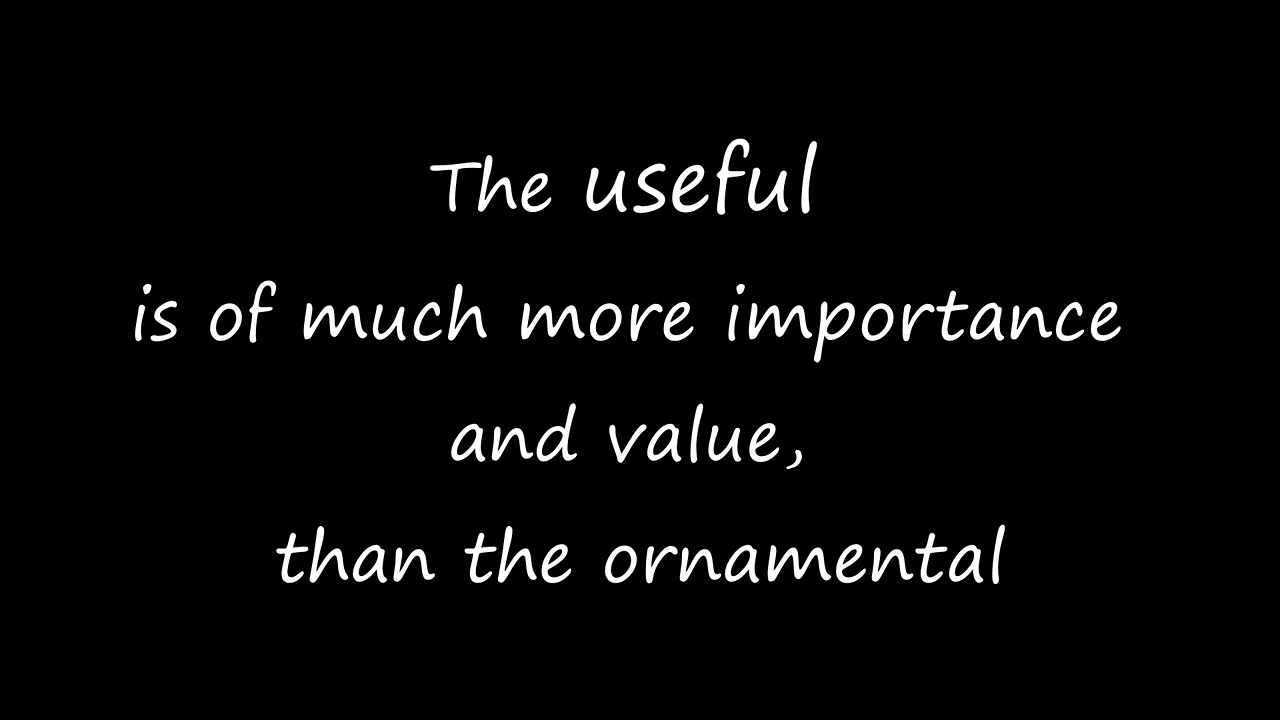 The useful
is of much more importance
and value,
than the ornamental